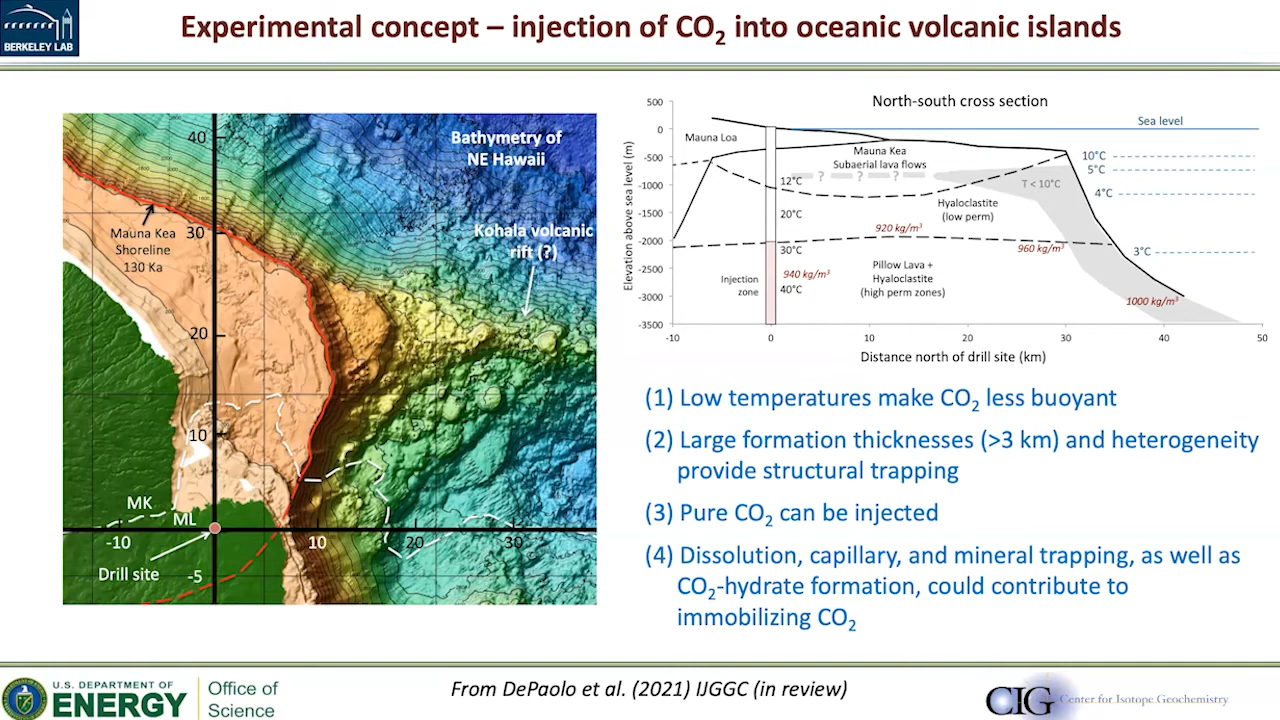 BERKELEY LAB
Experimental concept – injection of CO2 into oceanic volcanic islands
Bathymetry of
NE Hawaii
Kohala volcanic
rift (?)
Mauna Kea
Shoreline
130 Ka
40
30
20
10
MK
ML
-10
10
20
30
Drill site
-5
North-south cross section
Elevation above sea level (m)
500
0
-500
-1000
-1500
-2000
-2500
-3000
-3500
Sea level
Mauna Loa
Mauna Kea
Subaerial lava flows
? ? ?
10°C
5°C
4°C
3°C
12°C
20°C
30°C
40°C
T < 10°C
Hyaloclastite
(low perm)
920 kg/m³
960 kg/m³
940 kg/m³
1000 kg/m³
Injection
zone
Pillow Lava +
Hyaloclastite
(high perm zones)
-10 0 10 20 30 40 50
Distance north of drill site (km)
(1) Low temperatures make CO2 less buoyant
(2) Large formation thicknesses (>3 km) and heterogeneity
provide structural trapping
(3) Pure CO2 can be injected
(4) Dissolution, capillary, and mineral trapping, as well as
CO2-hydrate formation, could contribute to
immobilizing CO2
U.S. DEPARTMENT OF
ENERGY
Office of
Science
From DePaolo et al. (2021) IJGGC (in review)
CIG Center for Isotope Geochemistry